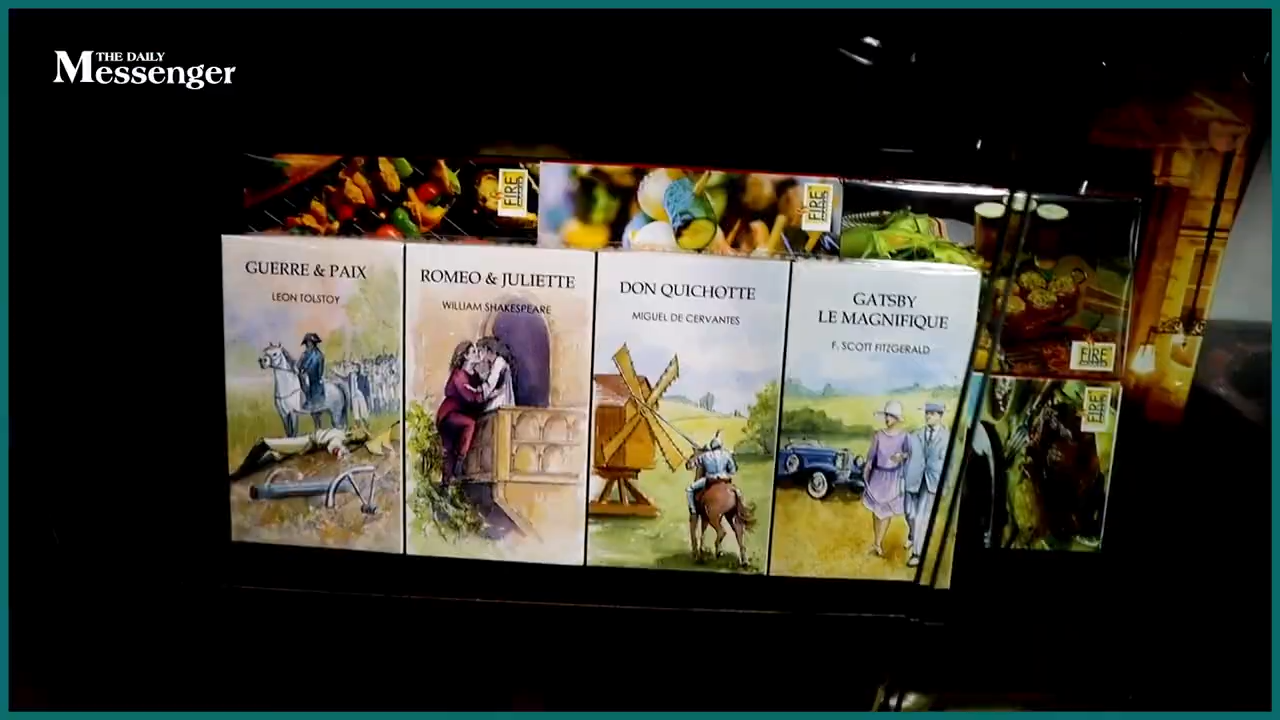 THE DAILY
Messenger
FIRE
FIRE
GUERRE & PAIX
LEON TOLSTOY
ROMEO & JULIETTE
WILLIAM SHAKESPEARE
DON QUICHOTTE
MIGUEL DE CERVANTES
GATSBY
LE MAGNIFIQUE
F. SCOTT FITZGERALD
FIRE
FIRE